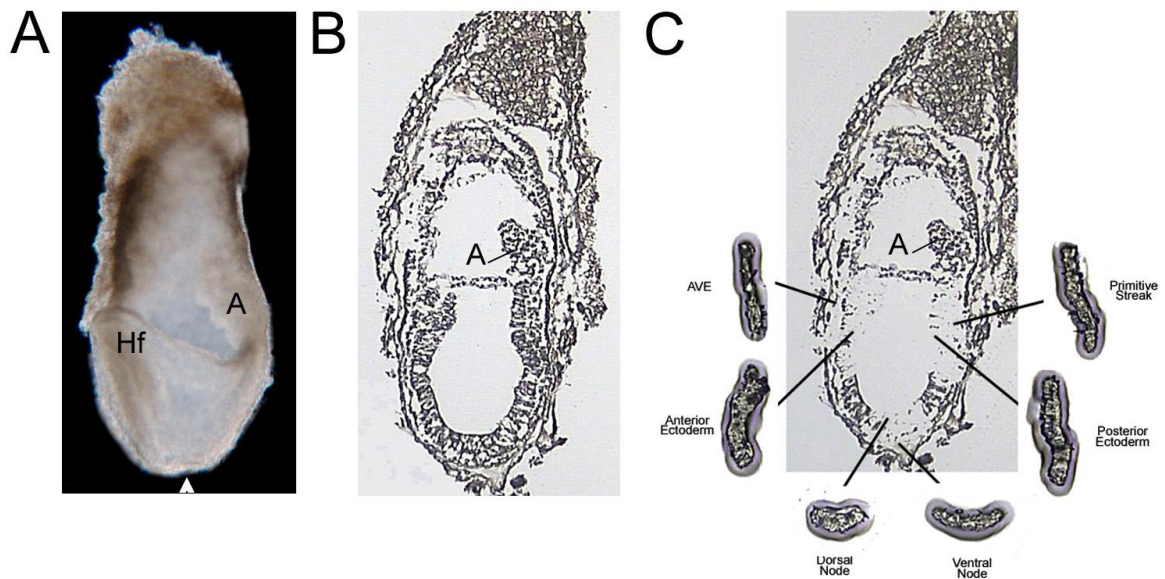 A
B
C
A
Hf
A
A
AVE
Primitive
Streak
Anterior
Ectoderm
Posterior
Ectoderm
Dorsal
Node
Ventral
Node